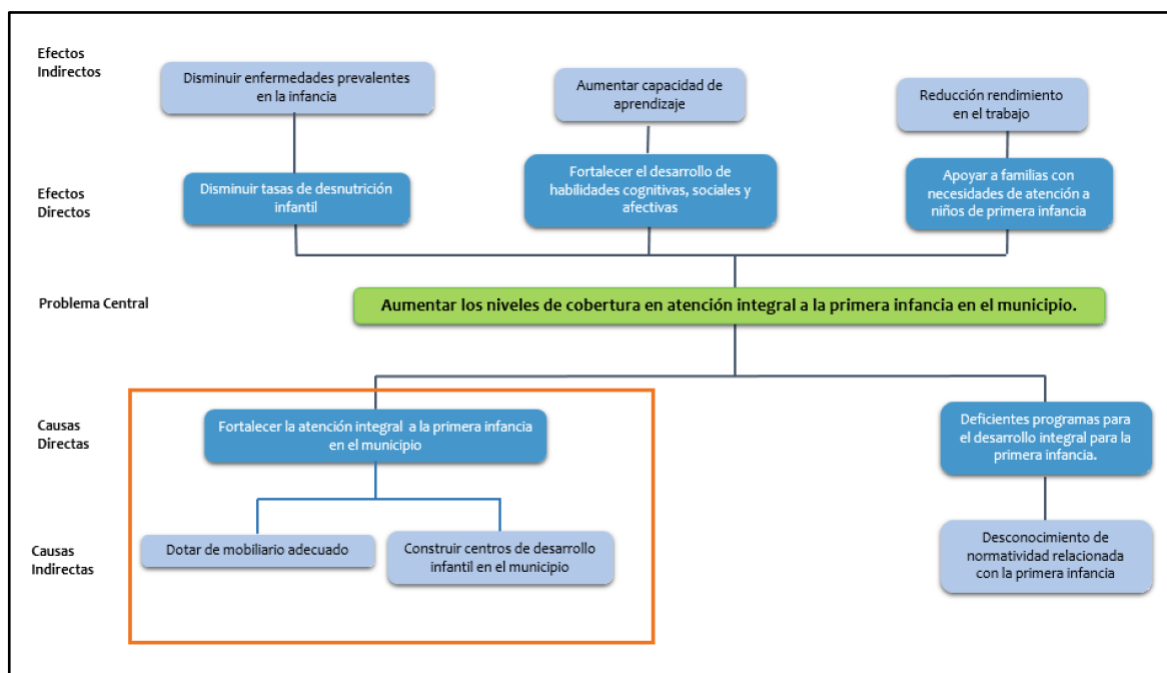 Efectos
Indirectos
Disminuir enfermedades prevalentes
en la infancia
Aumentar capacidad de
aprendizaje
Reducción rendimiento
en el trabajo
Efectos
Directos
Disminuir tasas de desnutrición
infantil
Fortalecer el desarrollo de
habilidades cognitivas, sociales y
afectivas
Apoyar a familias con
necesidades de atención a
niños de primera infancia
Problema Central
Aumentar los niveles de cobertura en atención integral a la primera infancia en el municipio.
Causas
Directas
Fortalecer la atención integral a la primera infancia
en el municipio
Deficientes programas para
el desarrollo integral para la
primera infancia.
Causas
Indirectas
Dotar de mobiliario adecuado
Construir centros de desarrollo
infantil en el municipio
Desconocimiento de
normatividad relacionada
con la primera infancia